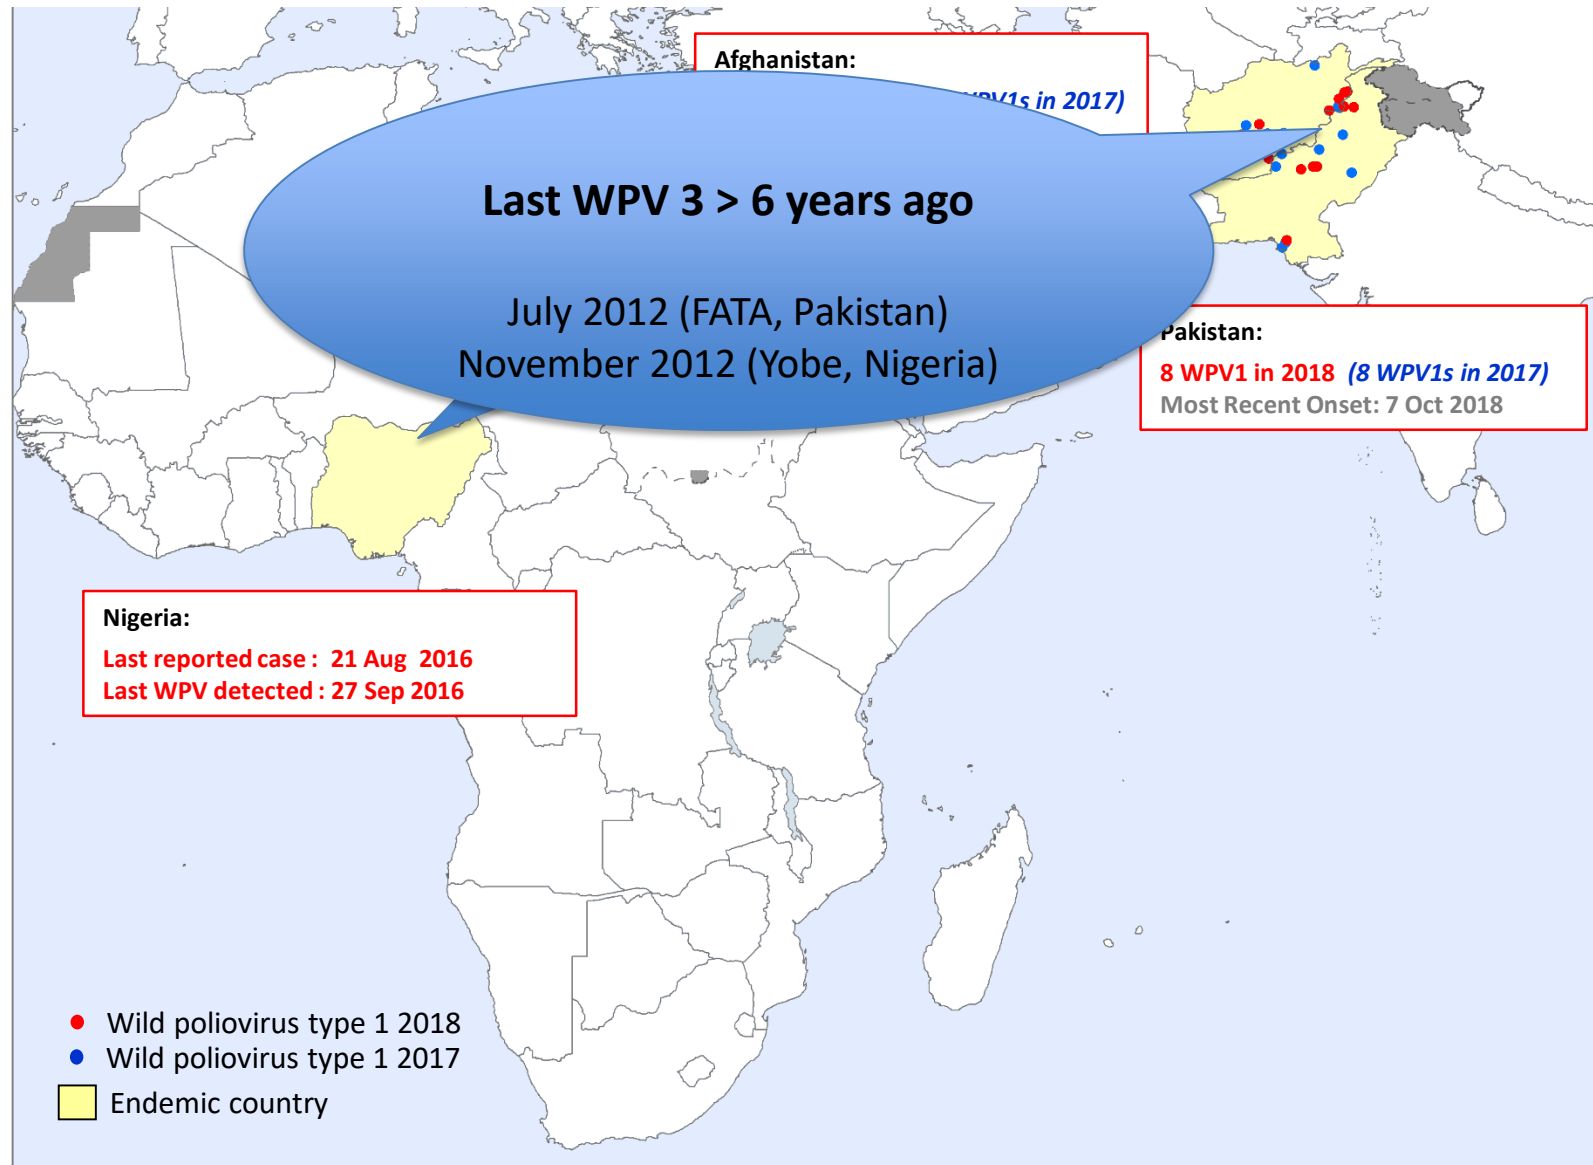 Afghanistan:
WPV1s in 2017)
Last WPV 3 > 6 years ago
July 2012 (FATA, Pakistan)
November 2012 (Yobe, Nigeria)
Pakistan:
8 WPV1 in 2018 (8 WPV1s in 2017)
Most Recent Onset: 7 Oct 2018
Nigeria:
Last reported case : 21 Aug 2016
Last WPV detected : 27 Sep 2016
Wild poliovirus type 1 2018
Wild poliovirus type 1 2017
Endemic country